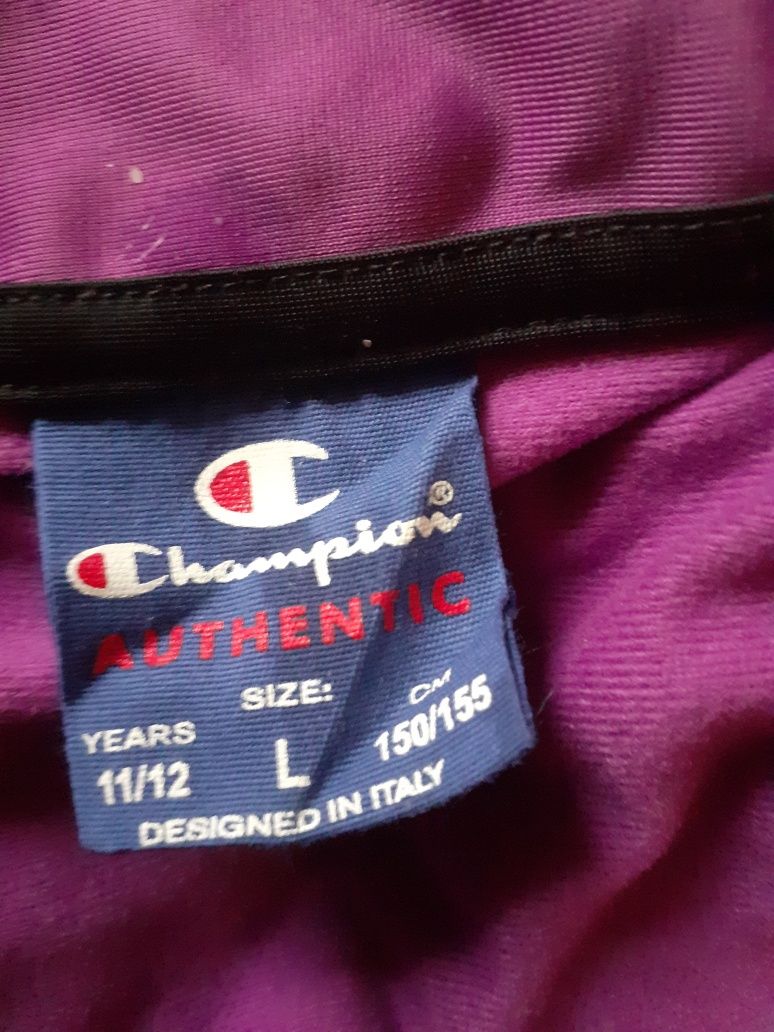 Champion®
AUTHENTIC
SIZE:
YEARS
11/12
L
CM
150/155
DESIGNED IN ITALY